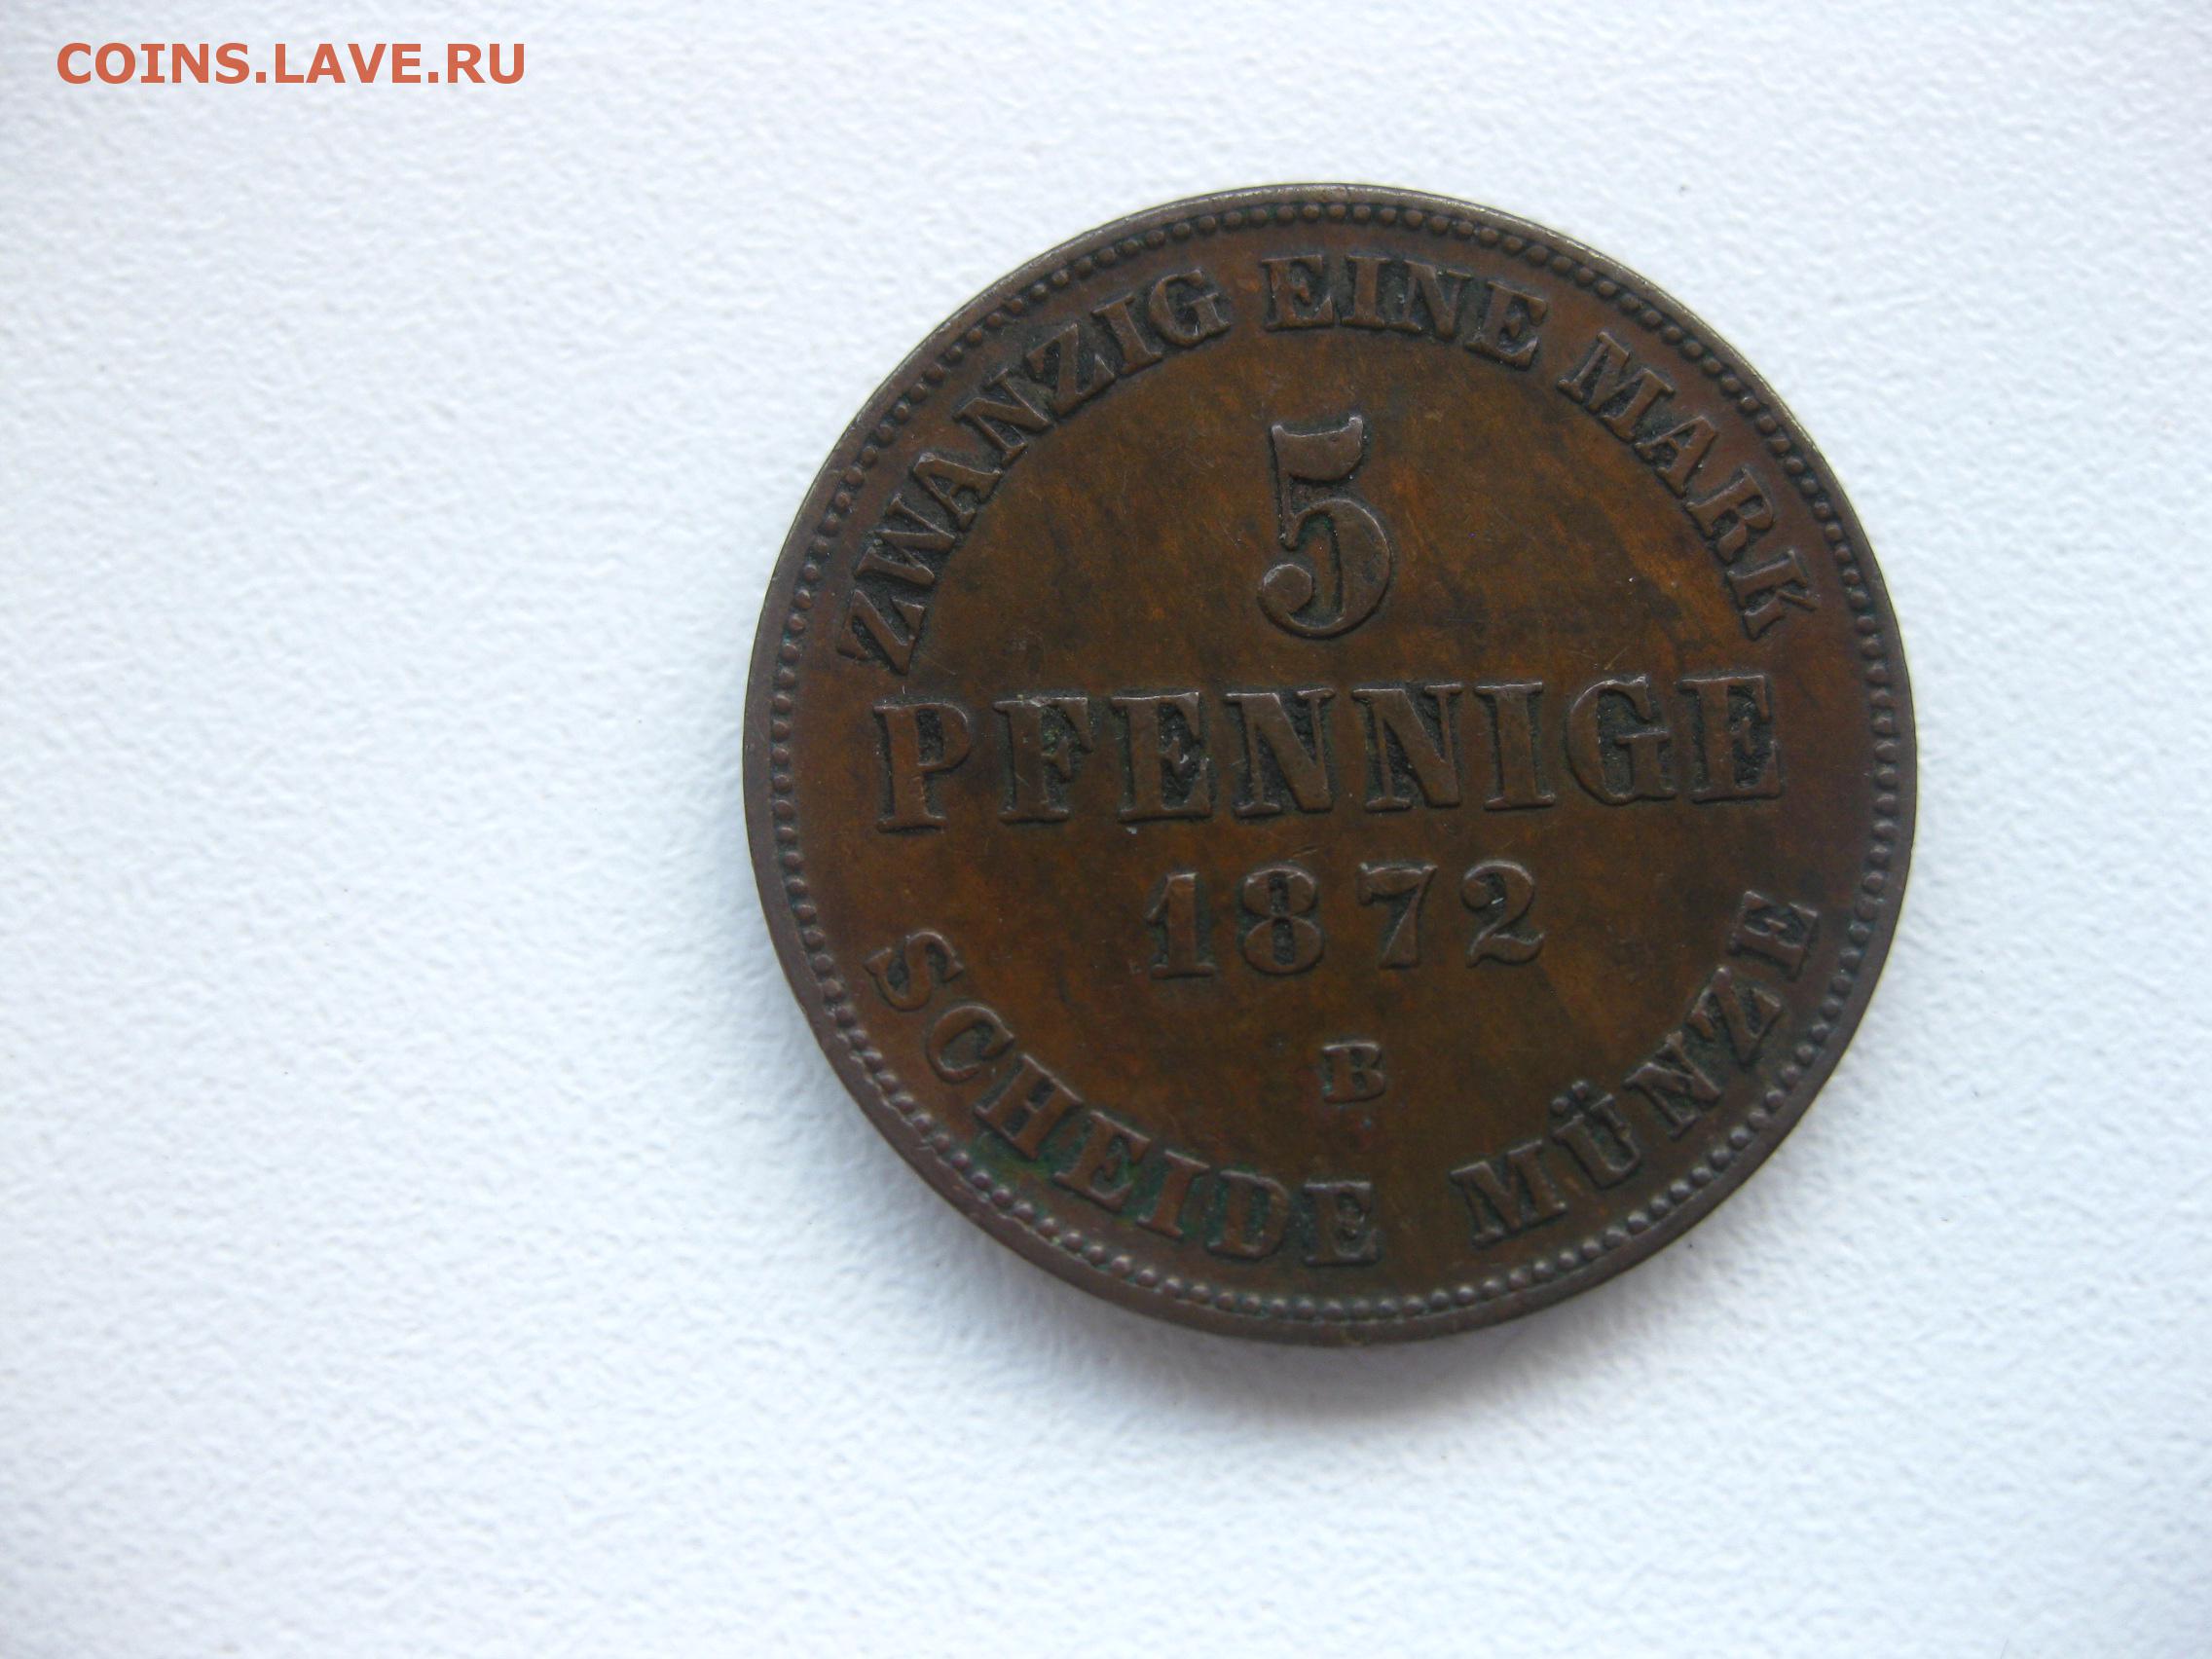 COINS.LAVE.RU
ZWANZIG EINE MARK
5
PFENNIGE
1872
B
SCHEIDE MÜNZE